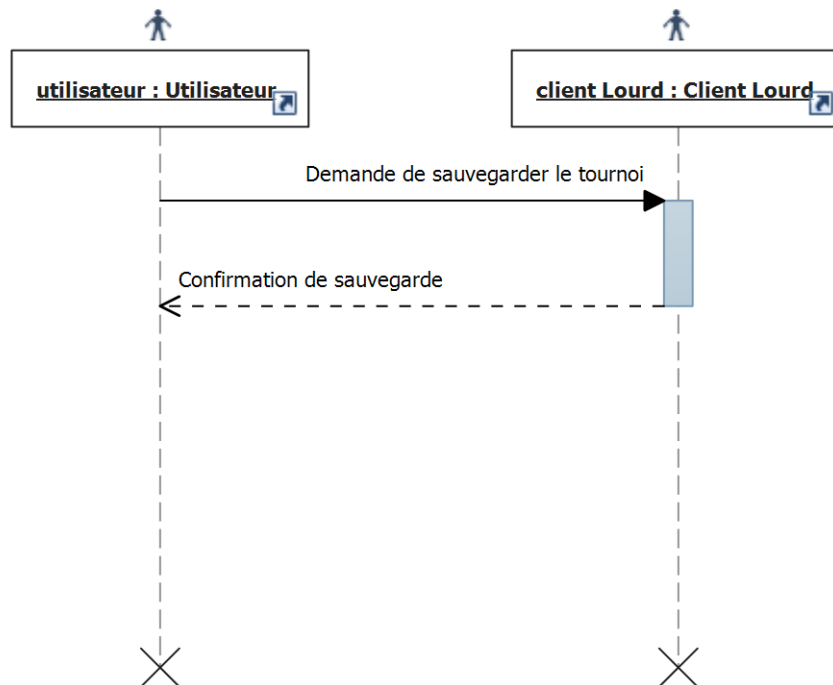 utilisateur : Utilisateur
client Lourd : Client Lourd
Demande de sauvegarder le tournoi
Confirmation de sauvegarde